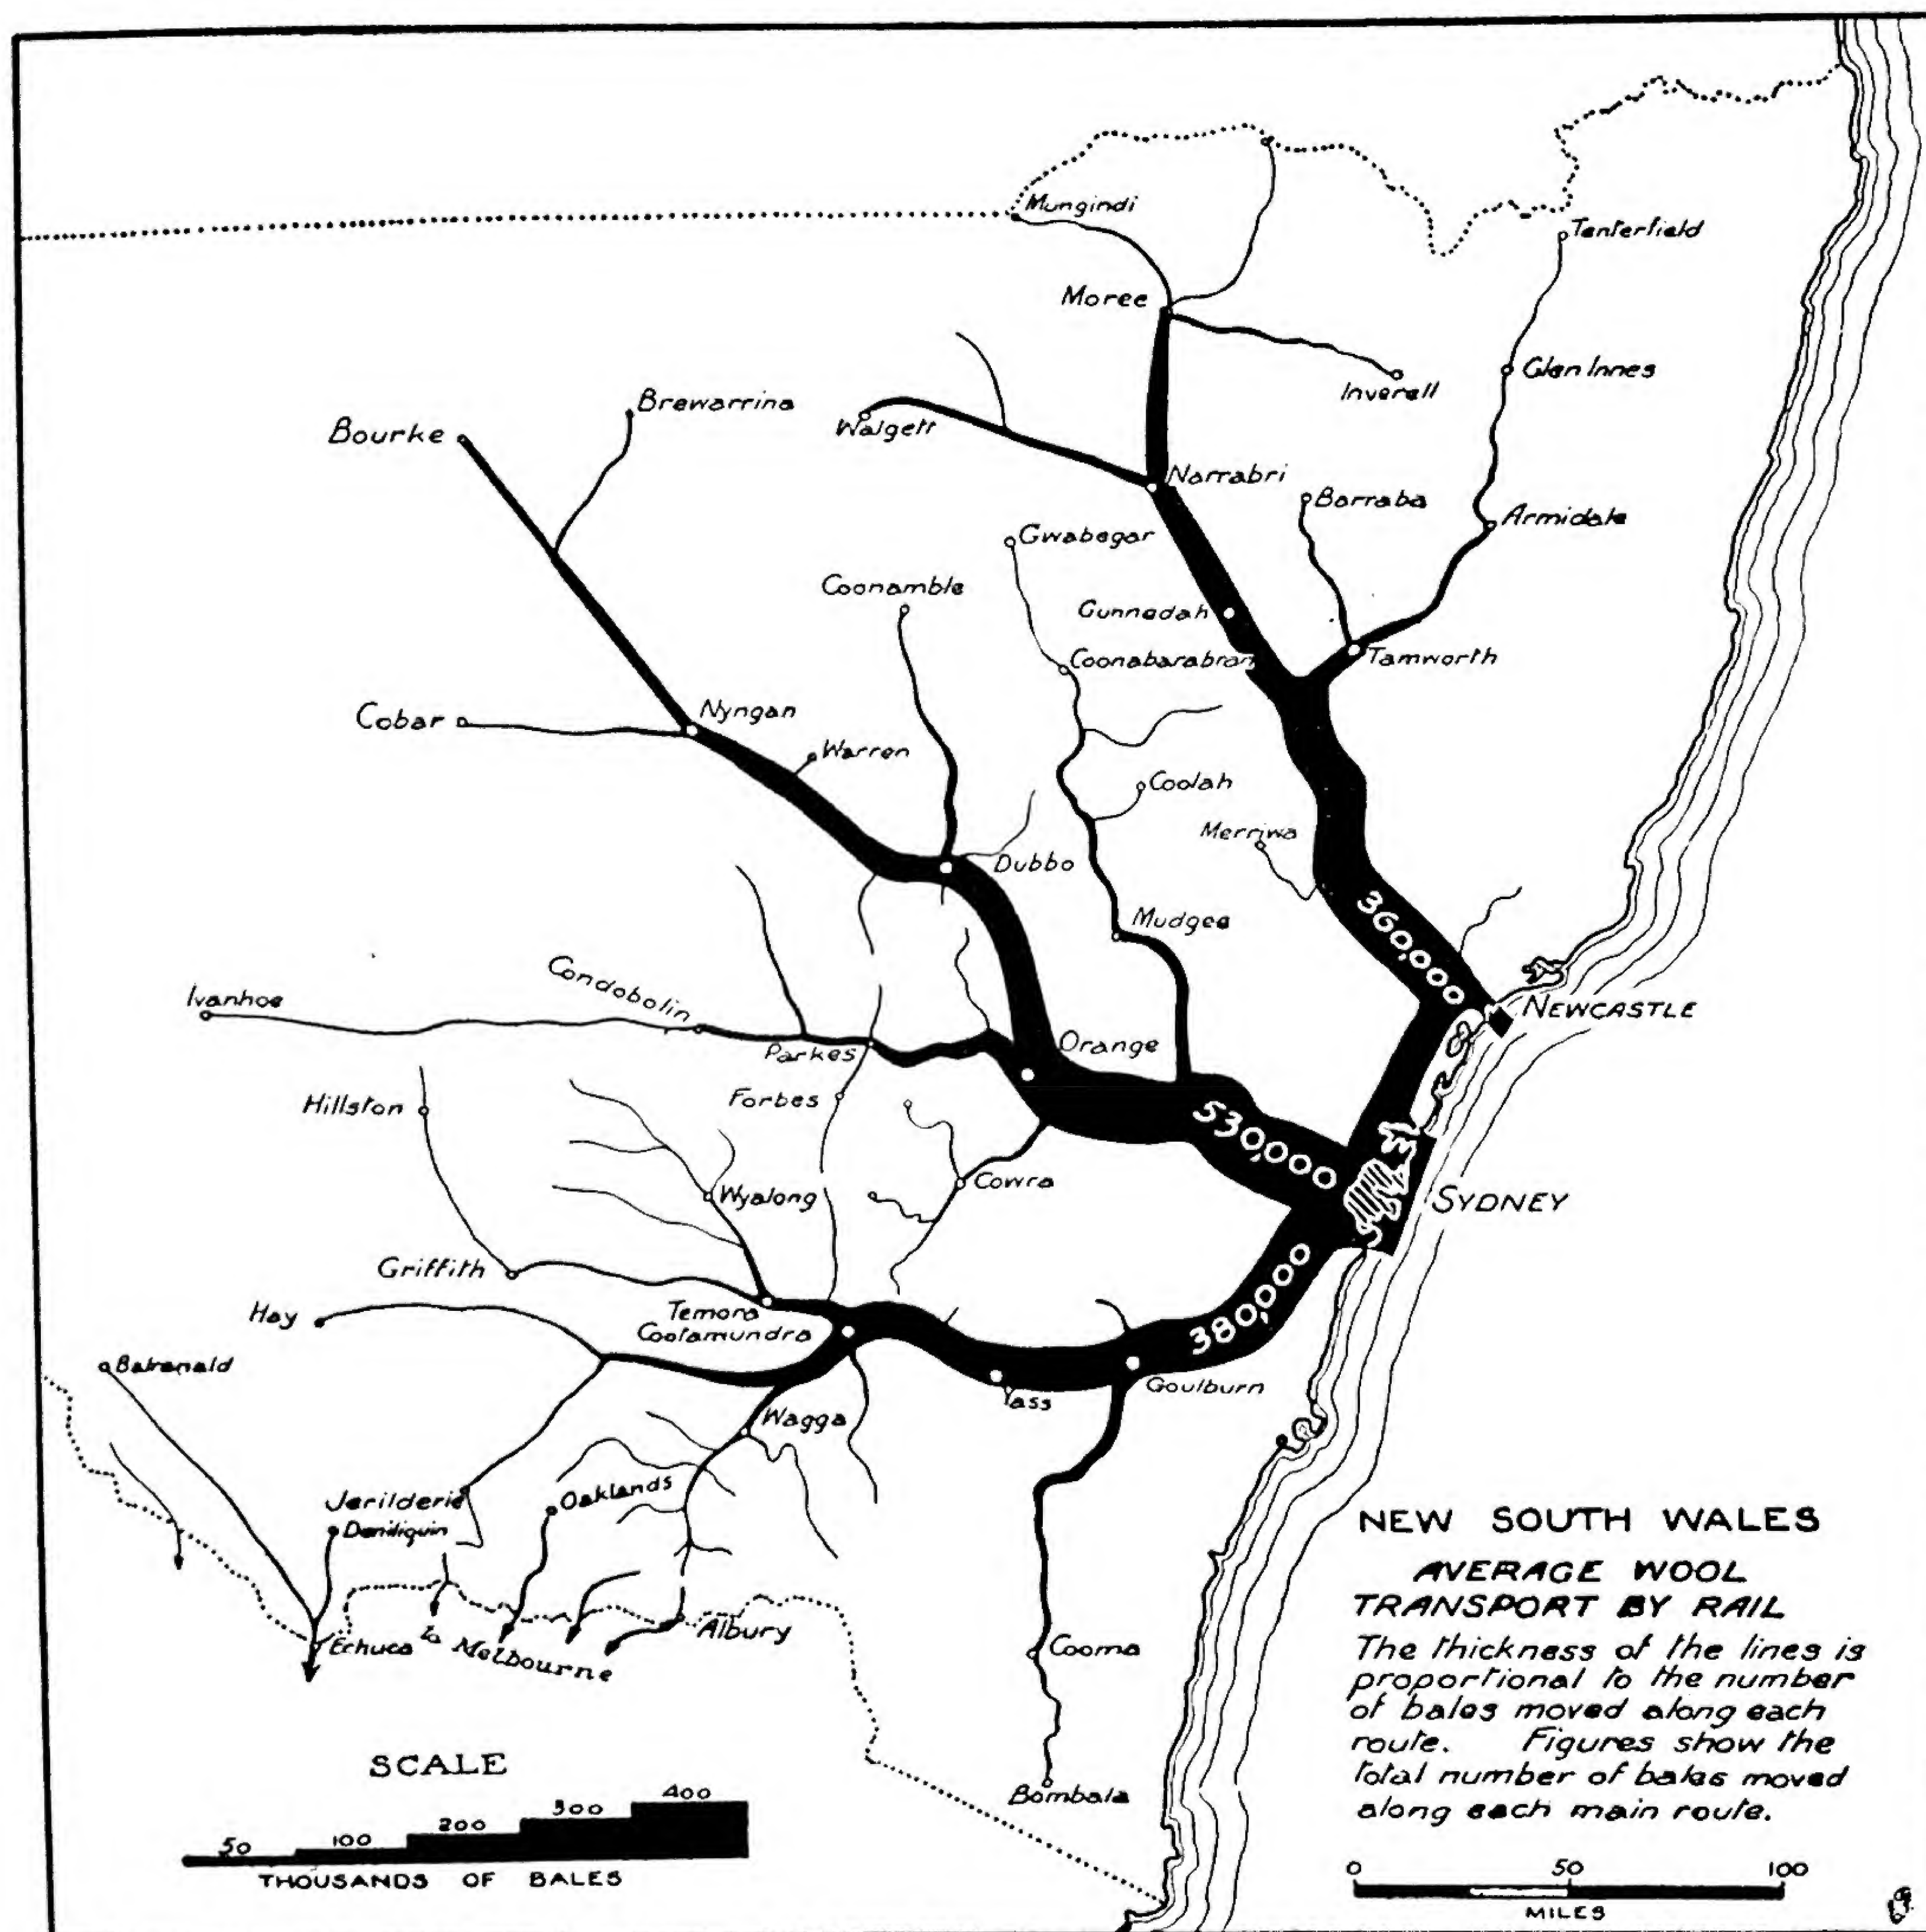 Mungindi
Tenterfield
Moree
Glen Innes
Inverell
Brewarrina
Walgett
Bourke
Narrabri
Barraba
Armidale
Gwabegar
Coonamble
Gunnedah
Coonabarabran
Tamworth
Nyngan
Cobar
Warren
Coolah
Merriwa
Dubbo
Mudgee
360,000
Condobolin
Ivanhoe
NEWCASTLE
Parkes
Orange
Hillston
Forbes
530,000
Wyalong
Cowra
SYDNEY
Griffith
Hay
Temora
Cootamundra
380,000
Balranald
Yass
Goulburn
Wagga
Jerilderie
Oaklands
Deniliquin
Echuca
to Melbourne
Albury
Cooma
Bombala
NEW SOUTH WALES
AVERAGE WOOL
TRANSPORT BY RAIL
The thickness of the lines is
proportional to the number
of bales moved along each
route. Figures show the
total number of bales moved
along each main route.
SCALE
50 100 200 300 400
THOUSANDS OF BALES
0 50 100
MILES